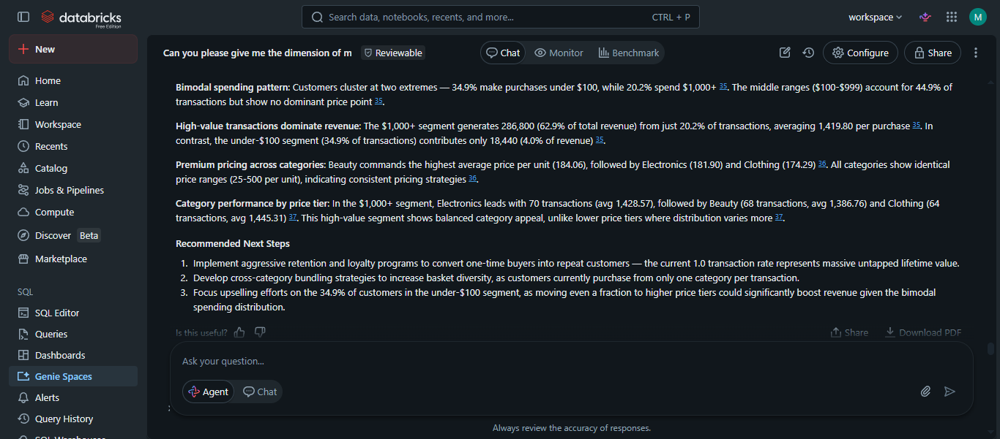 databricks
Free Edition
Search data, notebooks, recents, and more...
CTRL + P
workspace
M
New
Home
Learn
Workspace
Recents
Catalog
Jobs & Pipelines
Compute
Discover Beta
Marketplace
SQL
SQL Editor
Queries
Dashboards
Genie Spaces
Alerts
Query History
SQL Warehouses
Can you please give me the dimension of m
Reviewable
Chat
Monitor
Benchmark
Configure
Share
Bimodal spending pattern: Customers cluster at two extremes — 34.9% make purchases under $100, while 20.2% spend $1,000+ 35. The middle ranges ($100-$999) account for 44.9% of
transactions but show no dominant price point 35.
High-value transactions dominate revenue: The $1,000+ segment generates 286,800 (62.9% of total revenue) from just 20.2% of transactions, averaging 1,419.80 per purchase 35. In
contrast, the under-$100 segment (34.9% of transactions) contributes only 18,440 (4.0% of revenue) 35.
Premium pricing across categories: Beauty commands the highest average price per unit (184.06), followed by Electronics (181.90) and Clothing (174.29) 36. All categories show identical
price ranges (25-500 per unit), indicating consistent pricing strategies 36.
Category performance by price tier: In the $1,000+ segment, Electronics leads with 70 transactions (avg 1,428.57), followed by Beauty (68 transactions, avg 1,386.76) and Clothing (64
transactions, avg 1,445.31) 37. This high-value segment shows balanced category appeal, unlike lower price tiers where distribution varies more 37.
Recommended Next Steps
1. Implement aggressive retention and loyalty programs to convert one-time buyers into repeat customers — the current 1.0 transaction rate represents massive untapped lifetime value.
2. Develop cross-category bundling strategies to increase basket diversity, as customers currently purchase from only one category per transaction.
3. Focus upselling efforts on the 34.9% of customers in the under-$100 segment, as moving even a fraction to higher price tiers could significantly boost revenue given the bimodal
spending distribution.
Is this useful?
Share
Download PDF
Ask your question...
Agent
Chat
Always review the accuracy of responses.